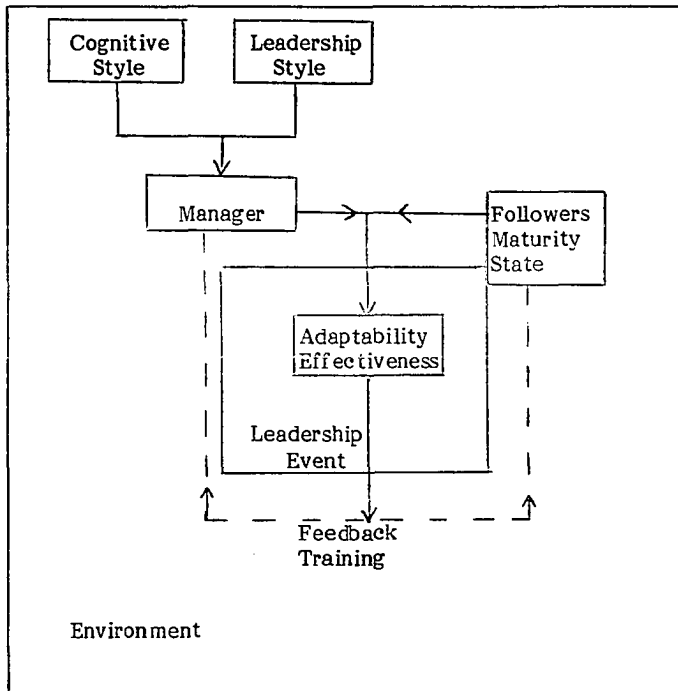 Cognitive
Style
Leadership
Style
Manager
Followers
Maturity
State
Adaptability
Effectiveness
Leadership
Event
Feedback
Training
Environment